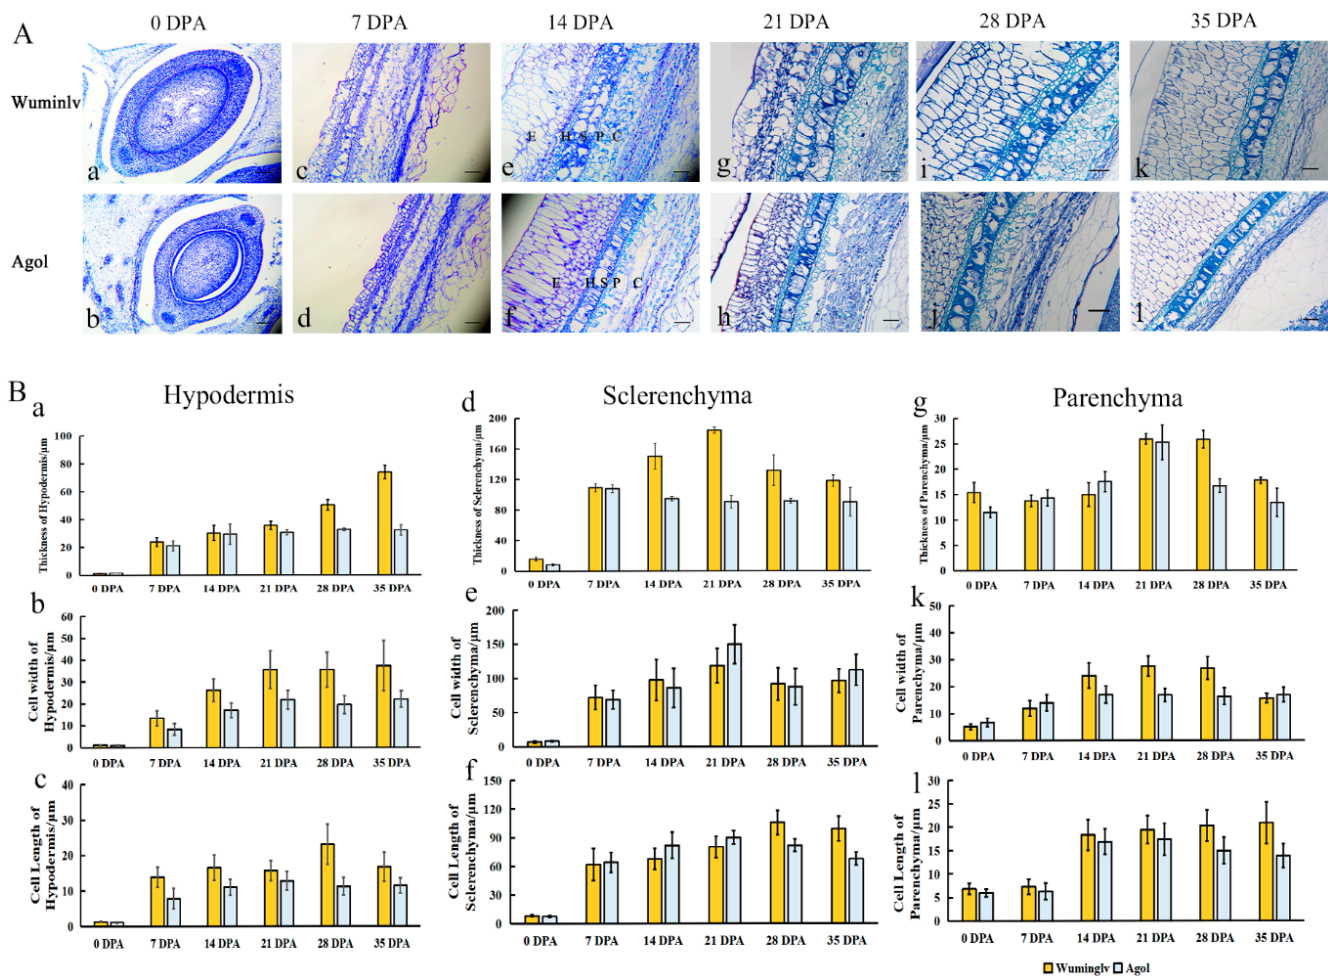 0 DPA 7 DPA 14 DPA 21 DPA 28 DPA 35 DPA
A
Wuminlv
a c e g i k
E H S P C
Agol
b d f h j l
E H S P C
B Hypodermis Sclerenchyma Parenchyma
a
Thickness of Hypodermis/μm
100
80
60
40
20
0
0 DPA 7 DPA 14 DPA 21 DPA 28 DPA 35 DPA
b
Cell width of
Hypodermis/μm
60
50
40
30
20
10
0
0 DPA 7 DPA 14 DPA 21 DPA 28 DPA 35 DPA
c
Cell Length of
Hypodermis/μm
40
30
20
10
0
0 DPA 7 DPA 14 DPA 21 DPA 28 DPA 35 DPA
d
Thickness of Sclerenchyma/μm
200
160
120
80
40
0
0 DPA 7 DPA 14 DPA 21 DPA 28 DPA 35 DPA
e
Cell width of
Sclerenchyma/μm
200
150
100
50
0
0 DPA 7 DPA 14 DPA 21 DPA 28 DPA 35 DPA
f
Cell Length of
Sclerenchyma/μm
150
120
90
60
30
0
0 DPA 7 DPA 14 DPA 21 DPA 28 DPA 35 DPA
g
Thickness of Parenchyma/μm
30
25
20
15
10
5
0
0 DPA 7 DPA 14 DPA 21 DPA 28 DPA 35 DPA
k
Cell width of
Parenchyma/μm
50
40
30
20
10
0
0 DPA 7 DPA 14 DPA 21 DPA 28 DPA 35 DPA
l
Cell Length of
Parenchyma/μm
30
25
20
15
10
5
0
0 DPA 7 DPA 14 DPA 21 DPA 28 DPA 35 DPA
Wuminglv Agol